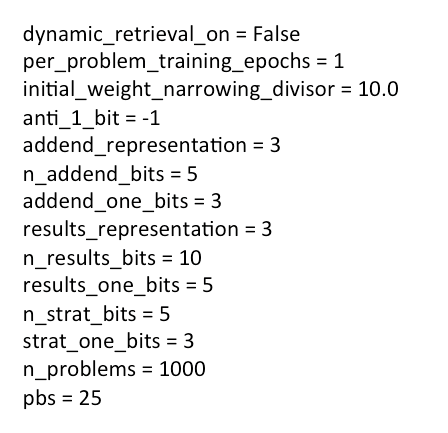 dynamic_retrieval_on = False
per_problem_training_epochs = 1
initial_weight_narrowing_divisor = 10.0
anti_1_bit = -1
addend_representation = 3
n_addend_bits = 5
addend_one_bits = 3
results_representation = 3
n_results_bits = 10
results_one_bits = 5
n_strat_bits = 5
strat_one_bits = 3
n_problems = 1000
pbs = 25